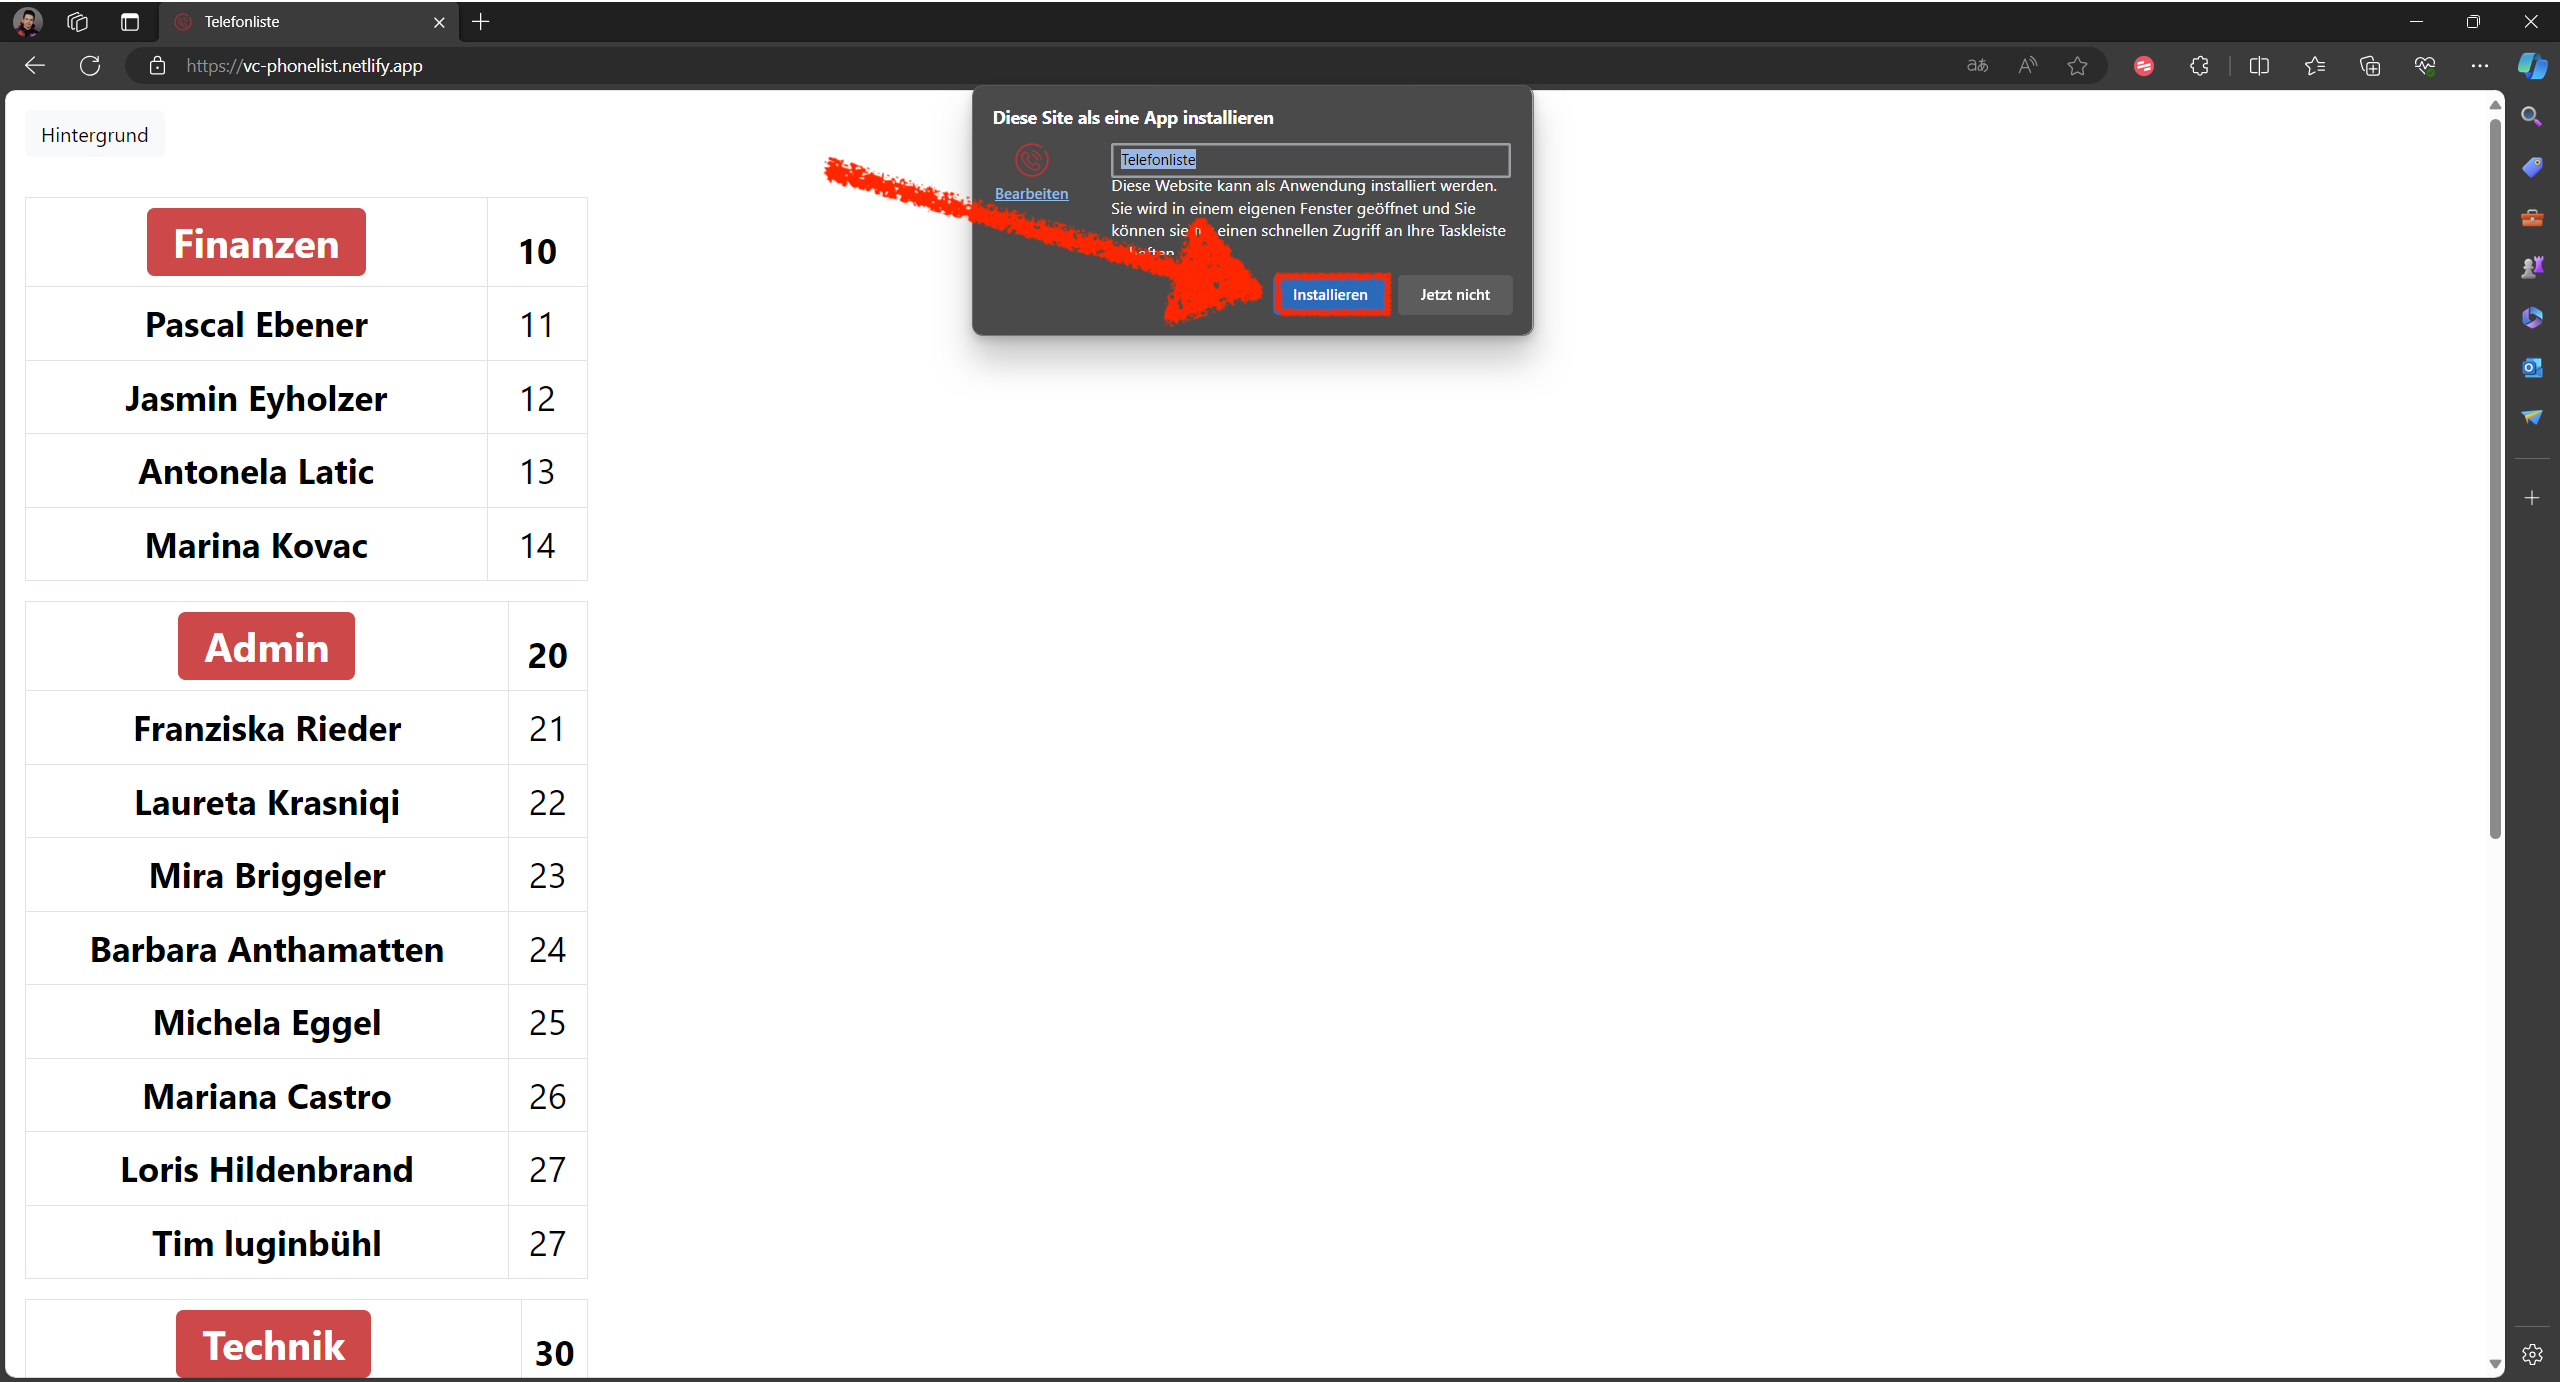 Telefonliste
https://vc-phonelist.netlify.app
Hintergrund
Diese Site als eine App installieren
Telefonliste
Bearbeiten
Diese Website kann als Anwendung installiert werden.
Sie wird in einem eigenen Fenster geöffnet und Sie
können sie einen schnellen Zugriff an Ihre Taskleiste
Installieren
Jetzt nicht
Finanzen 10
Pascal Ebener 11
Jasmin Eyholzer 12
Antonela Latic 13
Marina Kovac 14
Admin 20
Franziska Rieder 21
Laureta Krasniqi 22
Mira Briggeler 23
Barbara Anthamatten 24
Michela Eggel 25
Mariana Castro 26
Loris Hildenbrand 27
Tim luginbühl 27
Technik 30